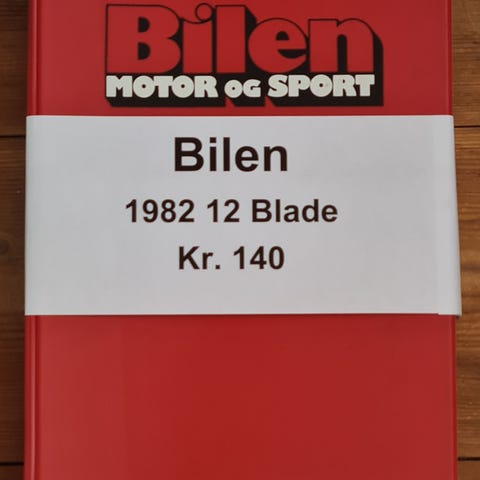 Bilen
MOTOR OG SPORT
Bilen
1982 12 Blade
Kr. 140